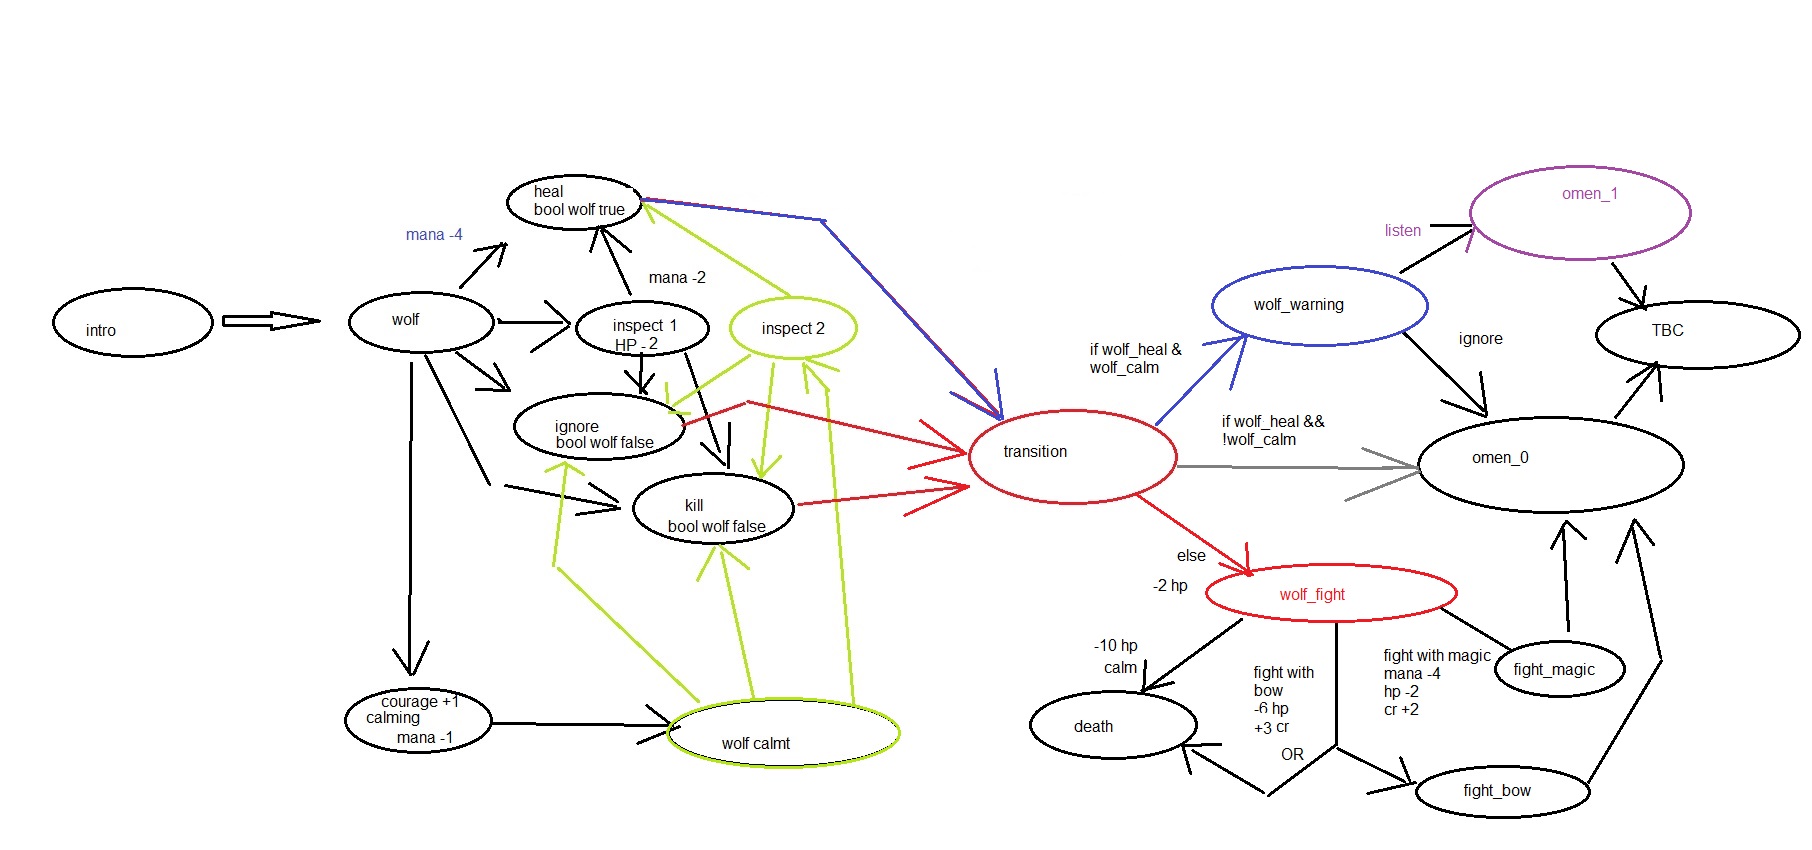 intro
mana -4
wolf
heal
bool wolf true
mana -2
inspect 1
HP - 2
inspect 2
ignore
bool wolf false
kill
bool wolf false
courage +1
calming
mana -1
wolf calmt
transition
if wolf_heal &
wolf_calm
if wolf_heal &&
!wolf_calm
else
-2 hp
wolf_warning
listen
omen_1
ignore
TBC
omen_0
wolf_fight
-10 hp
calm
death
fight with
bow
-6 hp
+3 cr
OR
fight with magic
mana -4
hp -2
cr +2
fight_magic
fight_bow